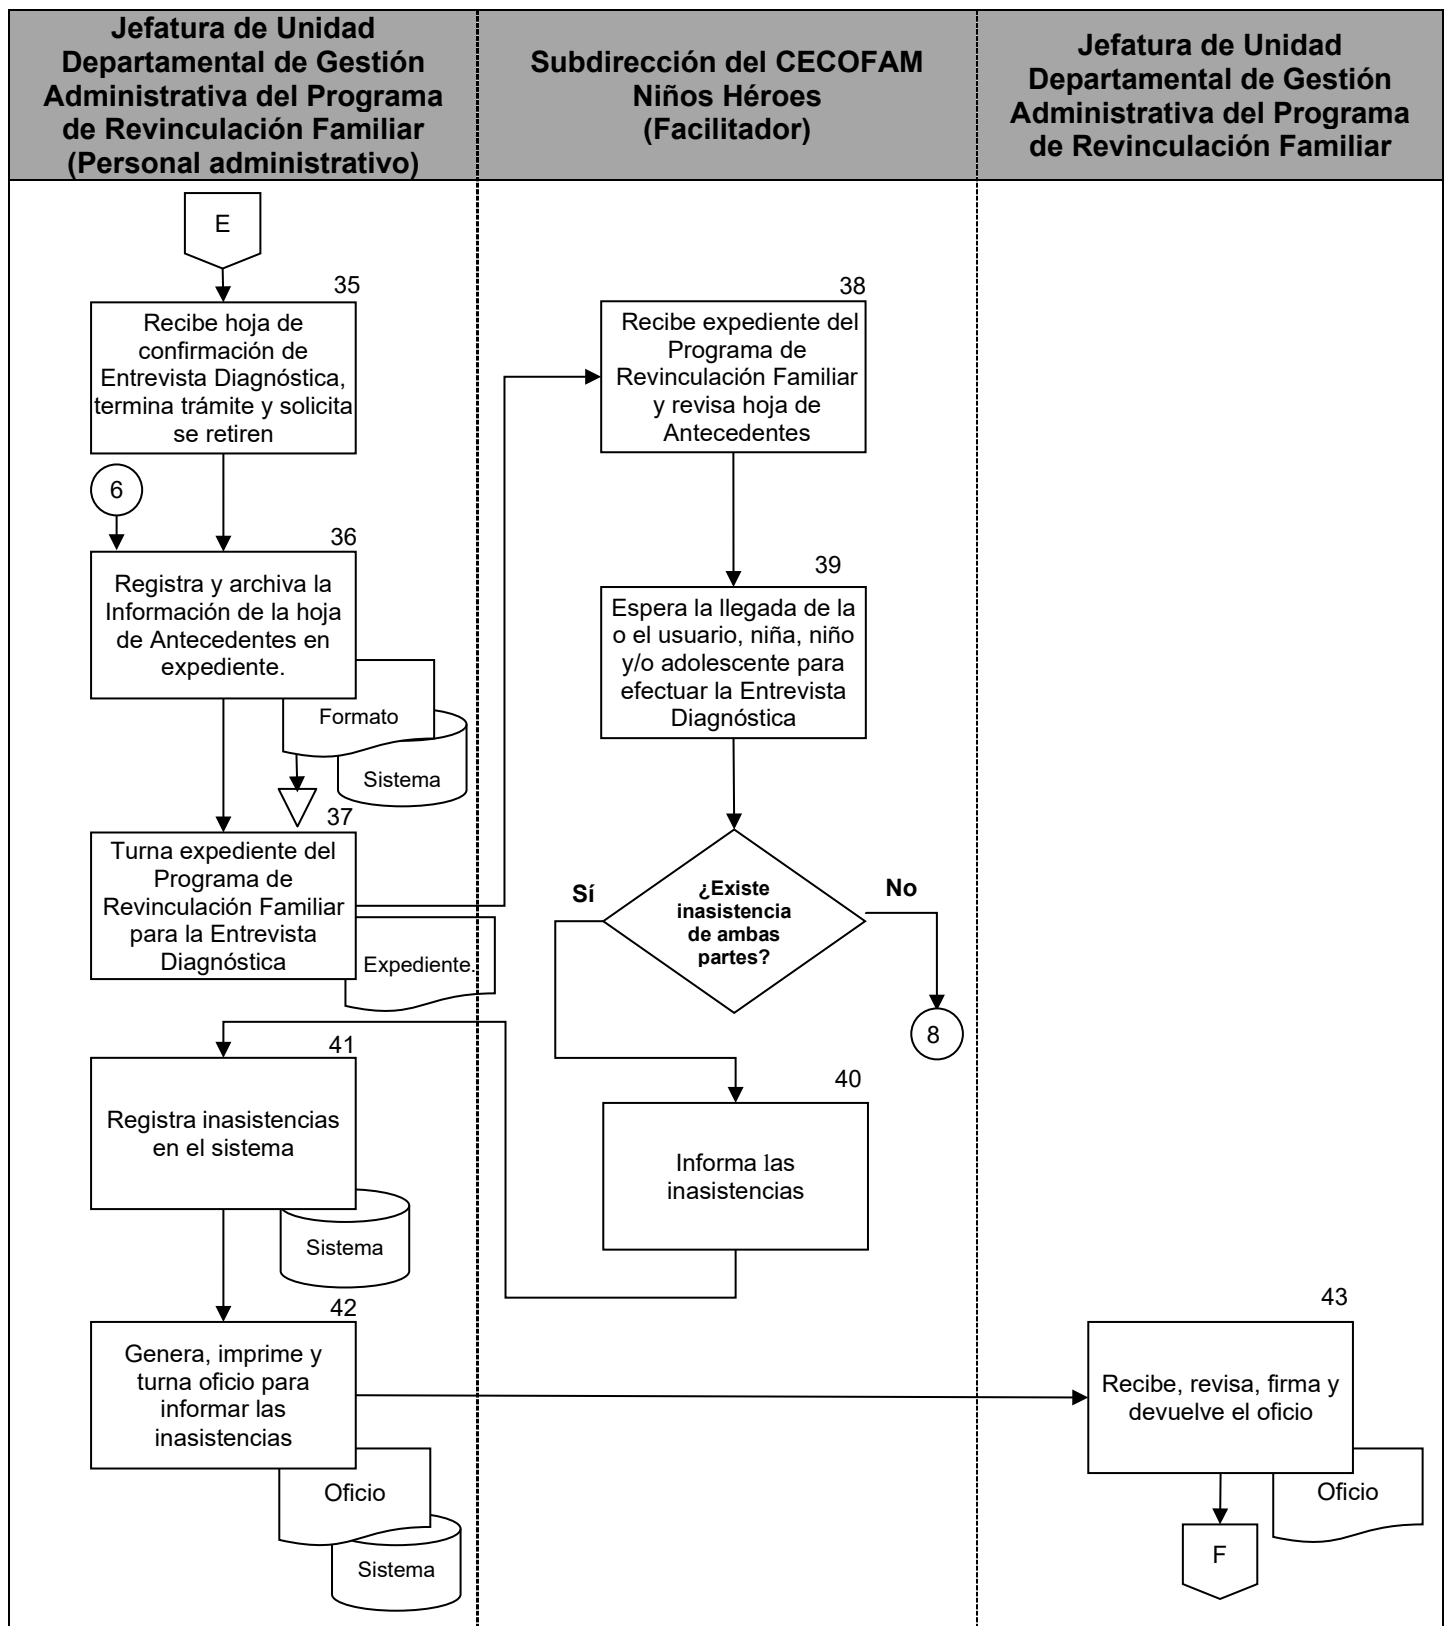 Jefatura de Unidad
Departamental de Gestión
Administrativa del Programa
de Revinculación Familiar
(Personal administrativo)
Subdirección del CECOFAM
Niños Héroes
(Facilitador)
Jefatura de Unidad
Departamental de Gestión
Administrativa del Programa
de Revinculación Familiar
E
35
Recibe hoja de
confirmación de
Entrevista Diagnóstica,
termina trámite y solicita
se retiren
6
36
Registra y archiva la
Información de la hoja
de Antecedentes en
expediente.
Formato
Sistema
37
Turna expediente del
Programa de
Revinculación Familiar
para la Entrevista
Diagnóstica
Expediente.
38
Recibe expediente del
Programa de
Revinculación Familiar
y revisa hoja de
Antecedentes
39
Espera la llegada de la
o el usuario, niña, niño
y/o adolescente para
efectuar la Entrevista
Diagnóstica
¿Existe
inasistencia
de ambas
partes?
Sí
No
8
40
Informa las
inasistencias
41
Registra inasistencias
en el sistema
Sistema
42
Genera, imprime y
turna oficio para
informar las
inasistencias
Oficio
Sistema
43
Recibe, revisa, firma y
devuelve el oficio
Oficio
F